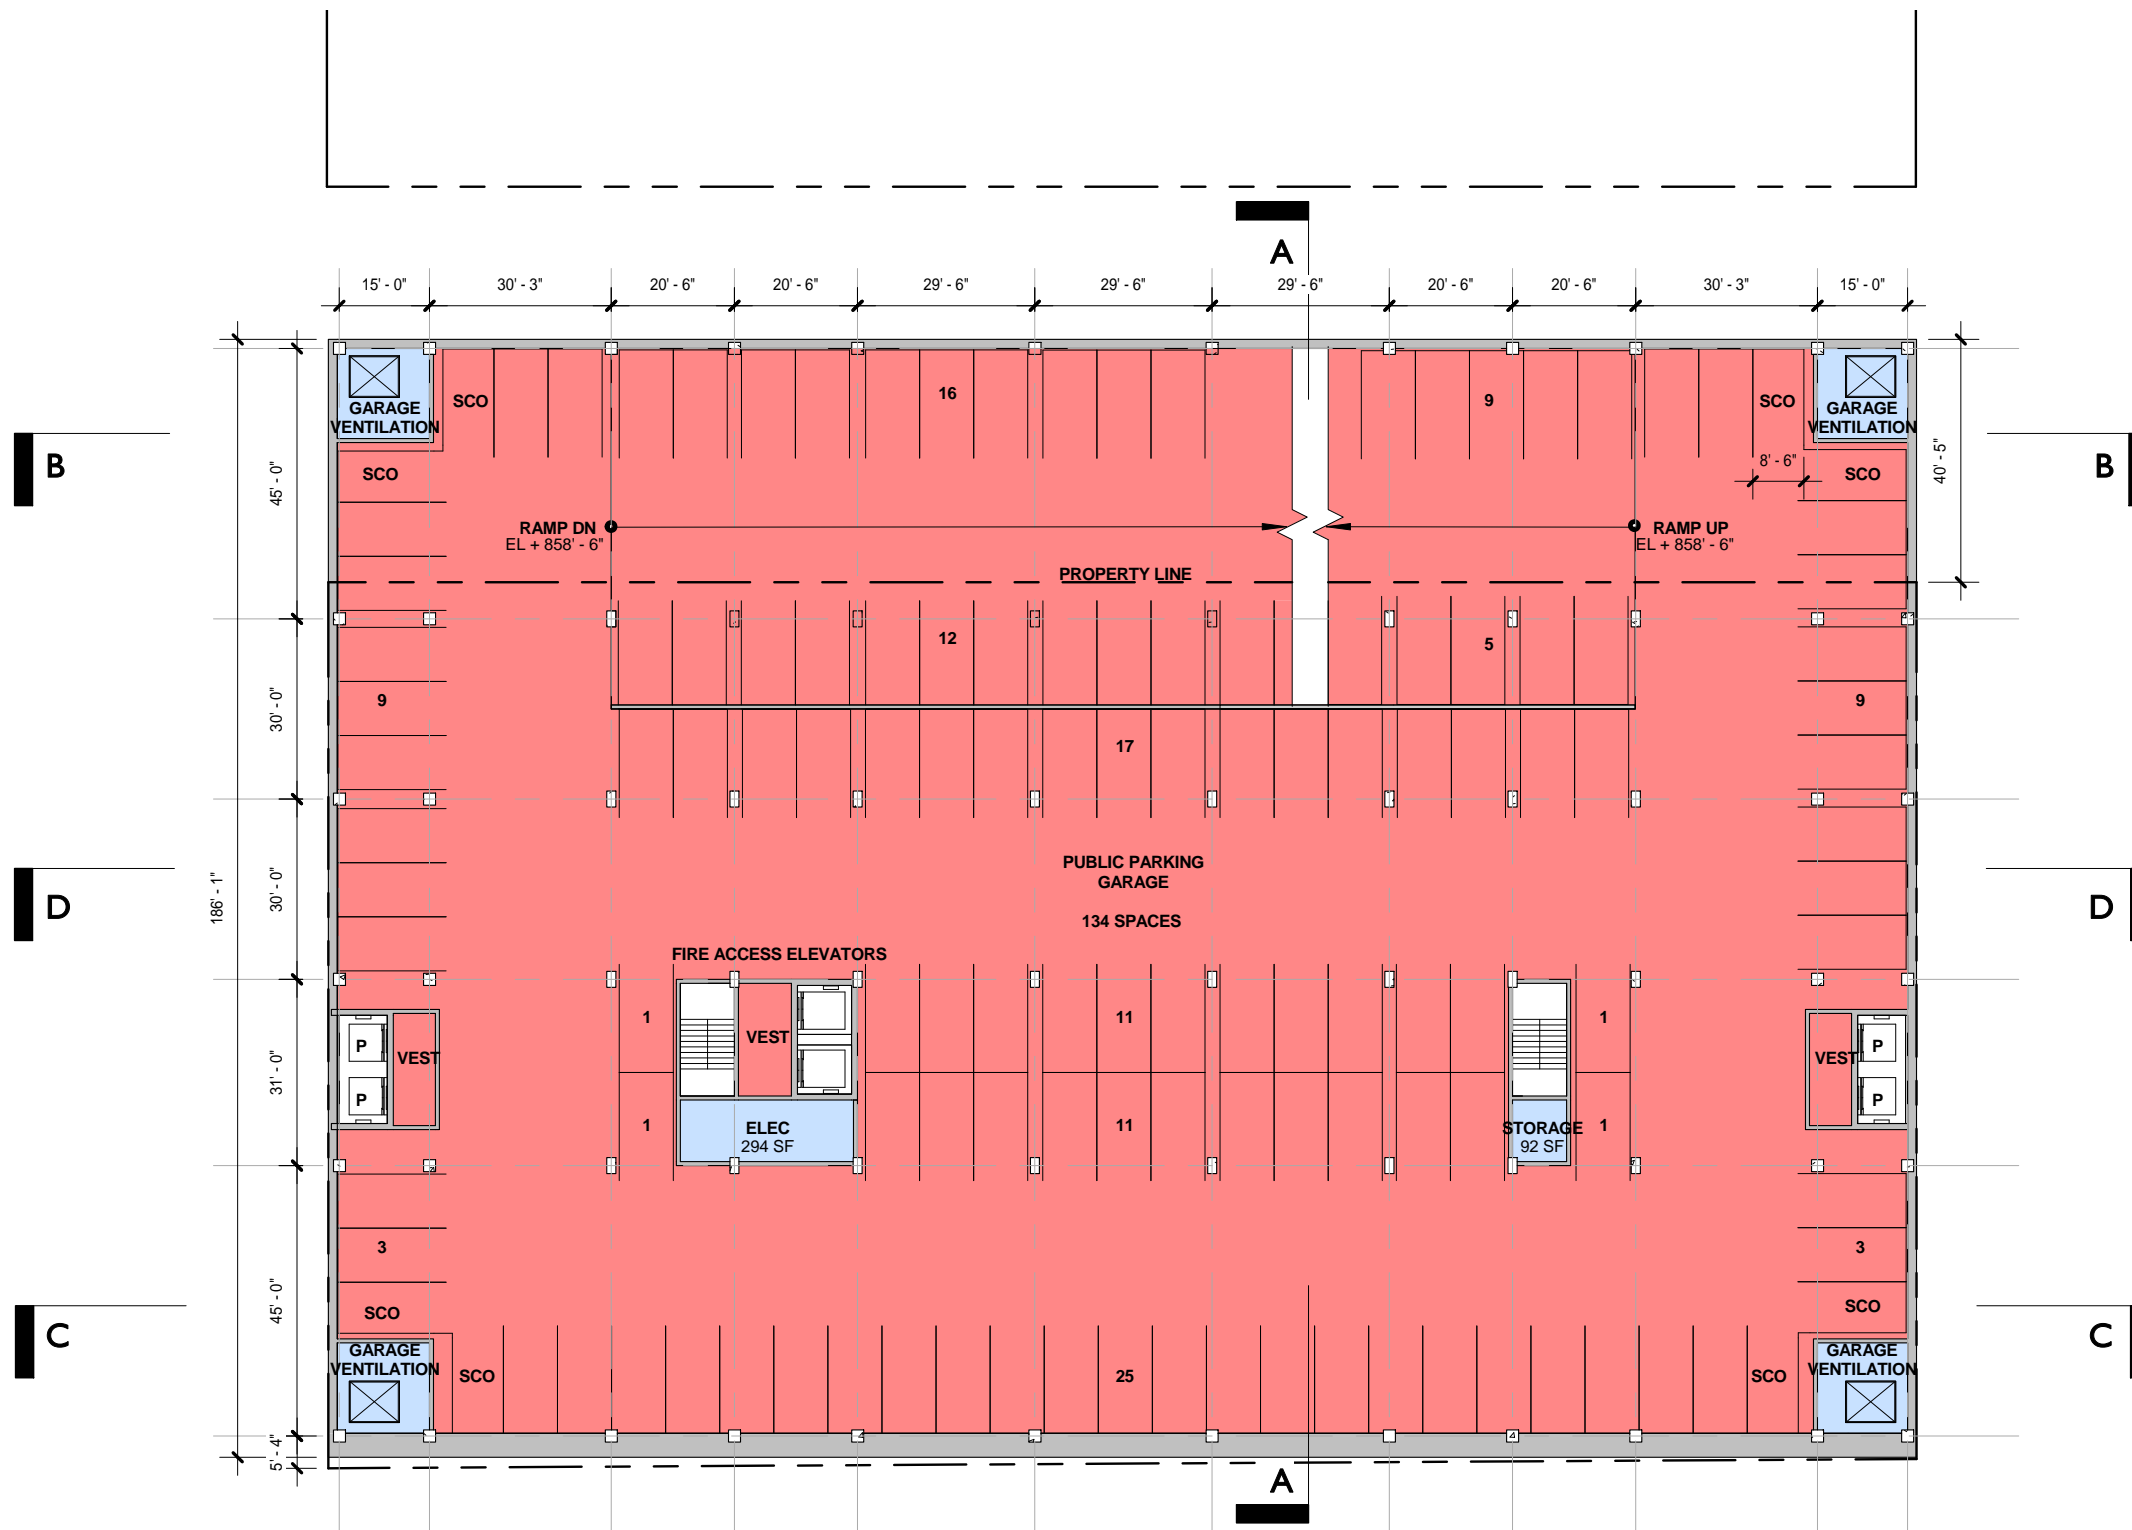 A
15' - 0"
30' - 3"
20' - 6"
20' - 6"
29' - 6"
29' - 6"
29' - 6"
20' - 6"
20' - 6"
30' - 3"
15' - 0"
GARAGE
VENTILATION
SCO
16
9
SCO
GARAGE
VENTILATION
B
45' - 0"
SCO
8' - 6"
SCO
40' - 5"
B
RAMP DN
EL + 858' - 6"
RAMP UP
EL + 858' - 6"
PROPERTY LINE
12
5
30' - 0"
9
9
17
186' - 1"
30' - 0"
PUBLIC PARKING
GARAGE
134 SPACES
D
D
FIRE ACCESS ELEVATORS
1
VEST
11
1
31' - 0"
P
VEST
P
VEST
P
P
1
ELEC
294 SF
11
STORAGE
92 SF
1
3
3
45' - 0"
SCO
SCO
C
C
GARAGE
VENTILATION
SCO
25
SCO
GARAGE
VENTILATION
5' - 4"
A